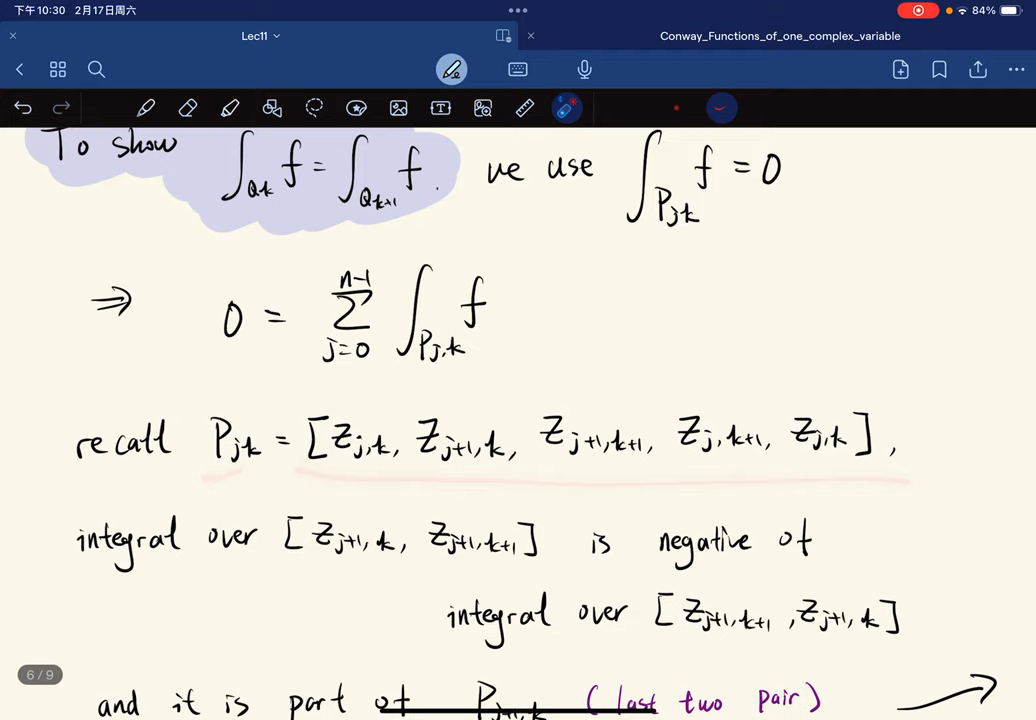 下午10:30 2月17日周六
84%
Lec11
Conway_Functions_of_one_complex_variable
To show ∫_{Q_k} f = ∫_{Q_{k+1}} f. we use ∫_{P_{jk}} f = 0
⇒ 0 = ∑_{j=0}^{n-1} ∫_{P_{j,k}} f
recall P_{jk} = [Z_{j,k}, Z_{j+1,k}, Z_{j+1,k+1}, Z_{j,k+1}, Z_{j,k}],
integral over [Z_{j+1,k}, Z_{j+1,k+1}] is negative of
integral over [Z_{j+1,k+1}, Z_{j+1,k}]
6 / 9
and it is part of P_{j+1,k} (last two pair)